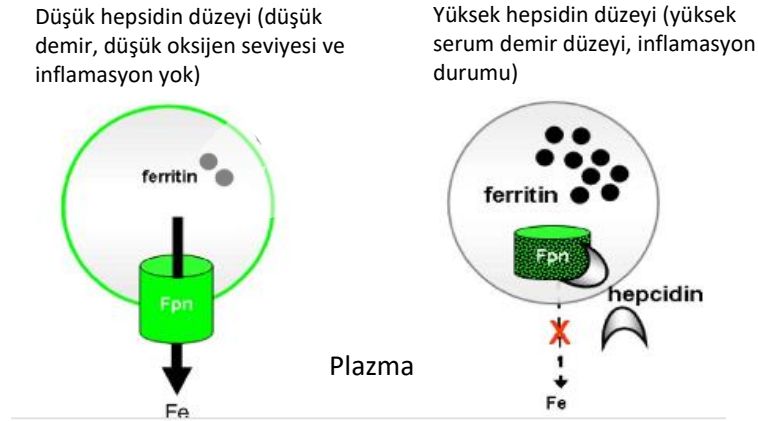 Düşük hepsidin düzeyi (düşük
demir, düşük oksijen seviyesi ve
inflamasyon yok)
Yüksek hepsidin düzeyi (yüksek
serum demir düzeyi, inflamasyon
durumu)
ferritin
Fpn
Fe
ferritin
Fpn
hepcidin
1
Fe
Plazma